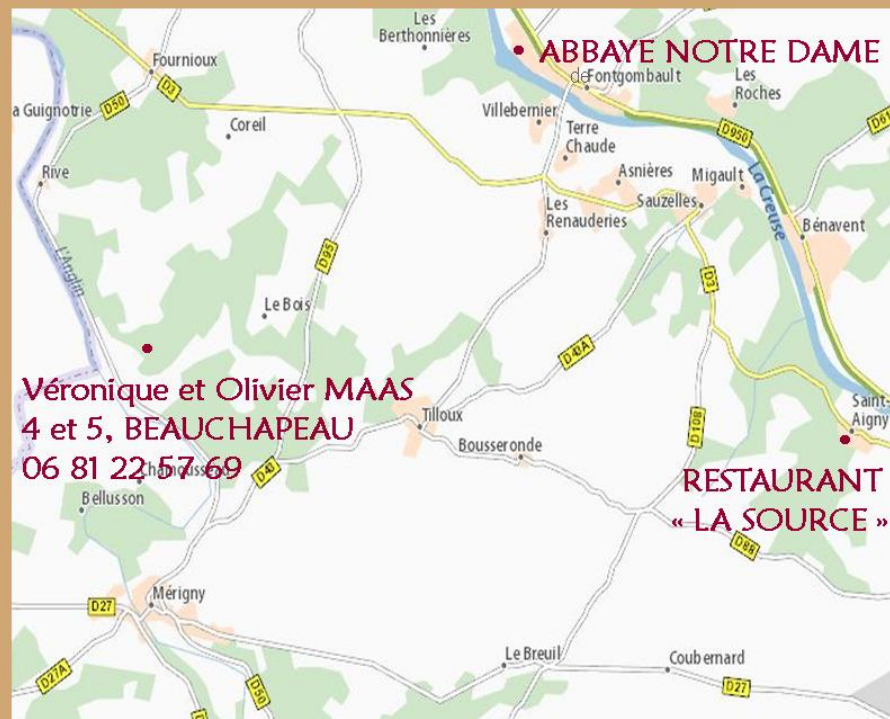 Les
Berthonnières
ABBAYE NOTRE DAME
de Fontgombault
Fournioux
D3
D50
a Guignotrie
Coreil
Villebernier
Les
Roches
D61
D950
Terre
Chaude
Asnières
Migault
Sauzelles
La Creuse
Rive
Les
Renauderies
Bénavent
L'Anglin
D95
D3
Le Bois
D43A
Véronique et Olivier MAAS
4 et 5, BEAUCHAPEAU
06 81 22 57 69
Chamousseau
Tilloux
Saint-
Aigny
D108
Bousseronde
D43
RESTAURANT
« LA SOURCE »
Bellusson
D88
D27
Mérigny
Le Breuil
Coubernard
D27A
D50
D27